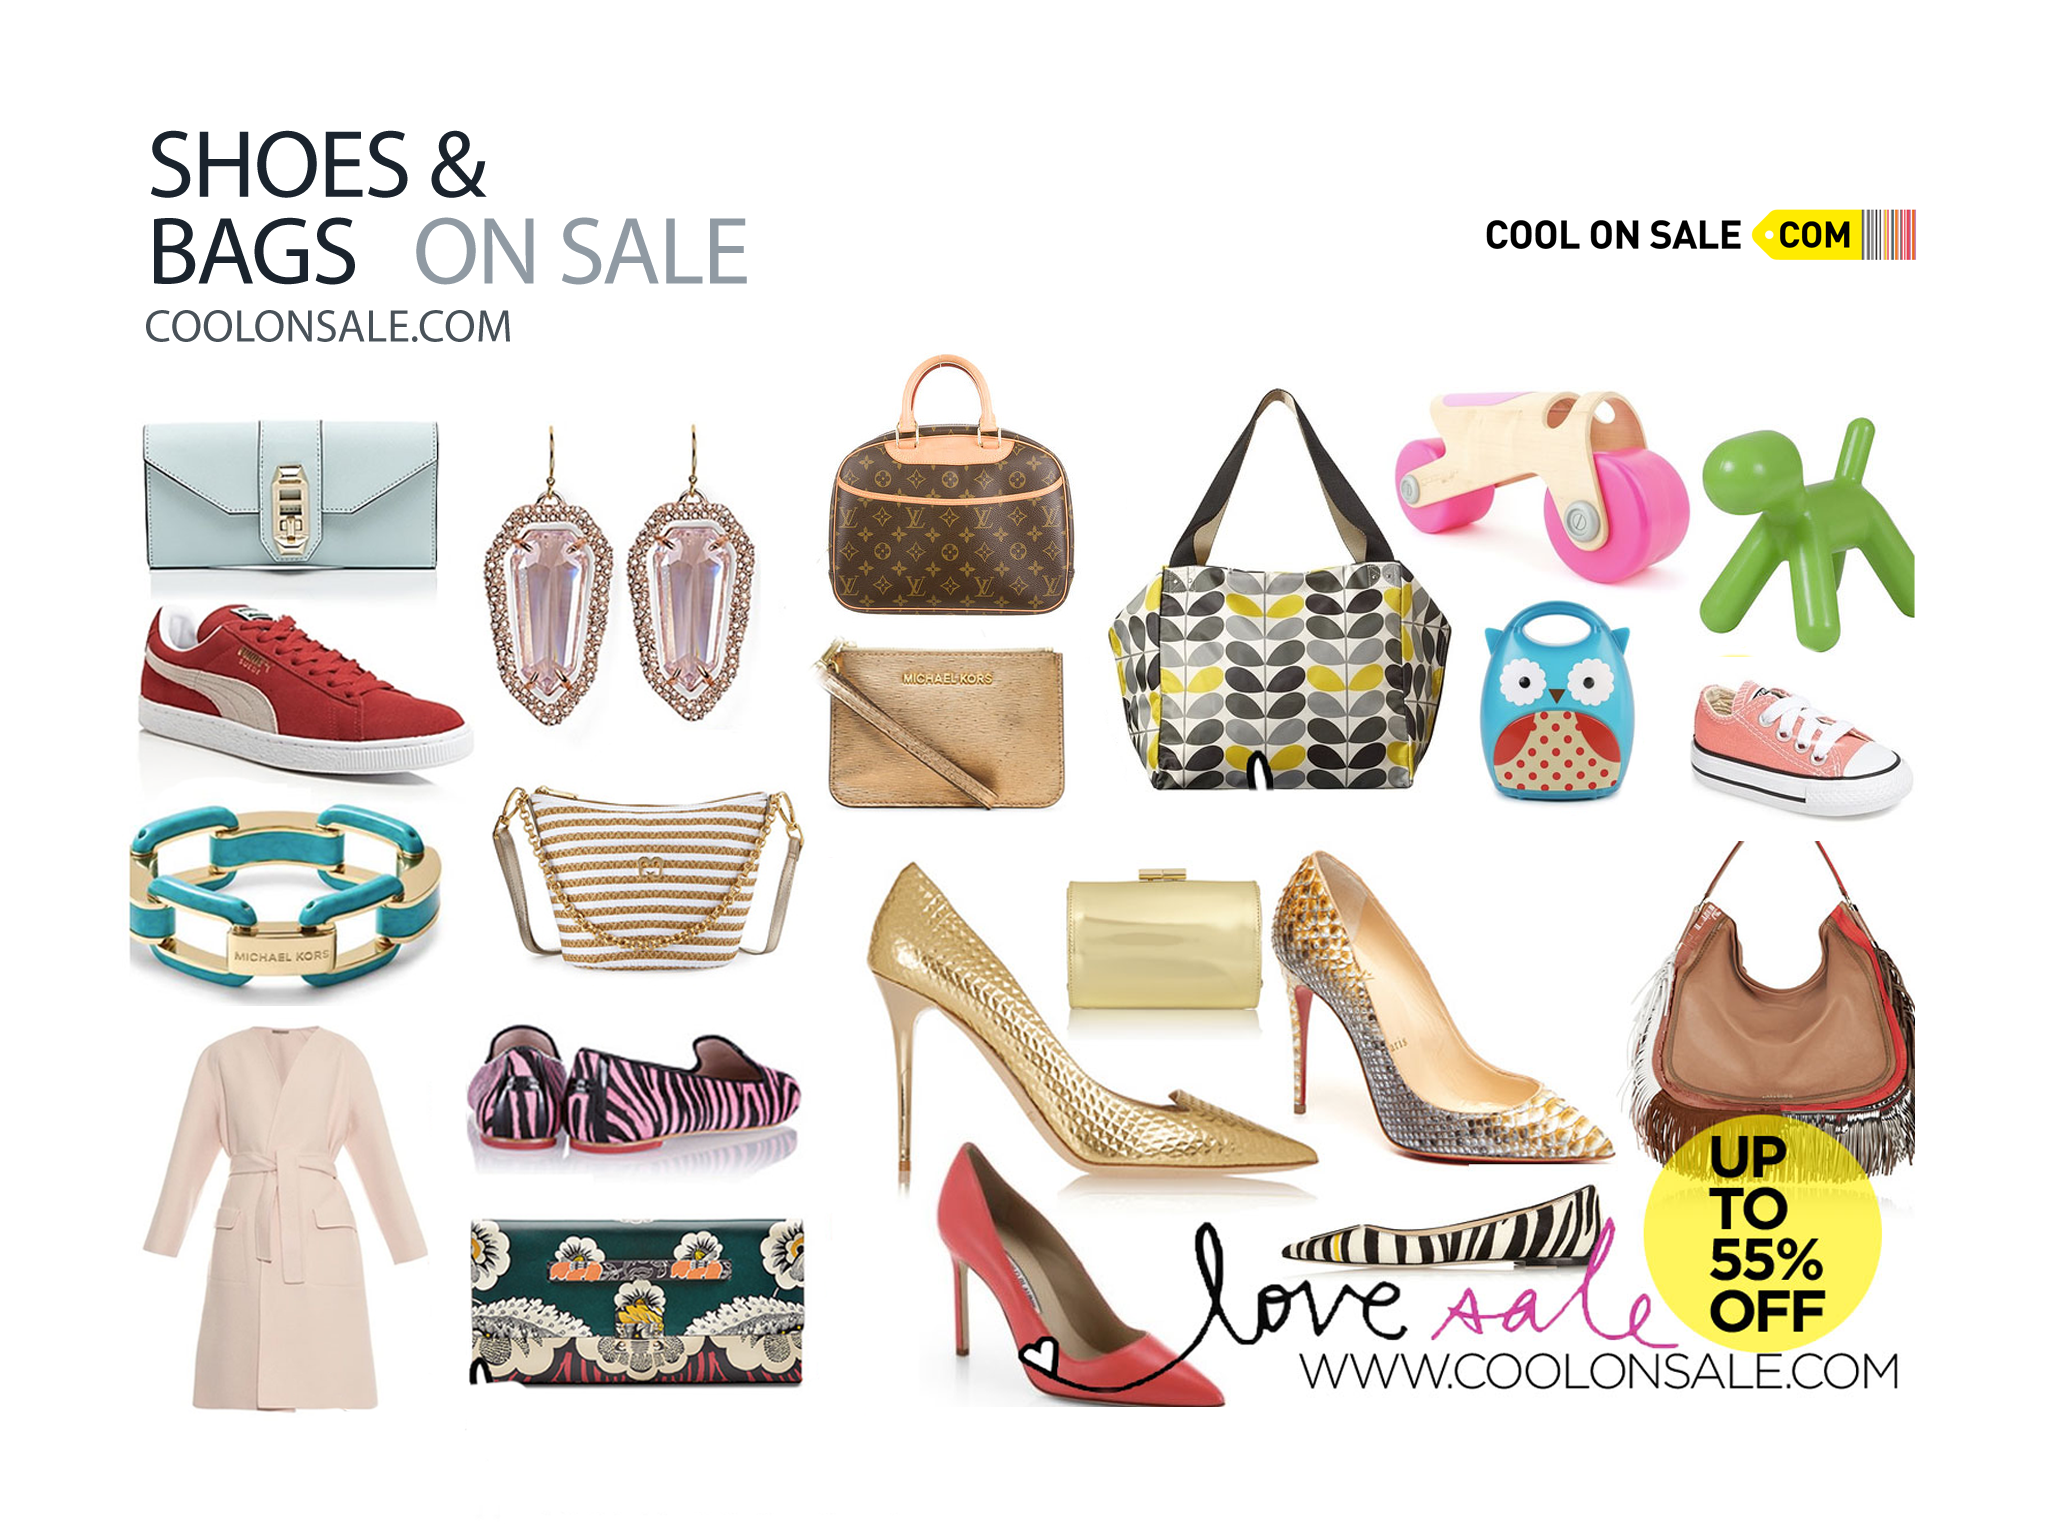 SHOES &
BAGS ON SALE
COOLONSALE.COM
COOL ON SALE COM
MICHAEL KORS
MICHAEL KORS
UP
TO
55%
OFF
love sale
WWW.COOLONSALE.COM